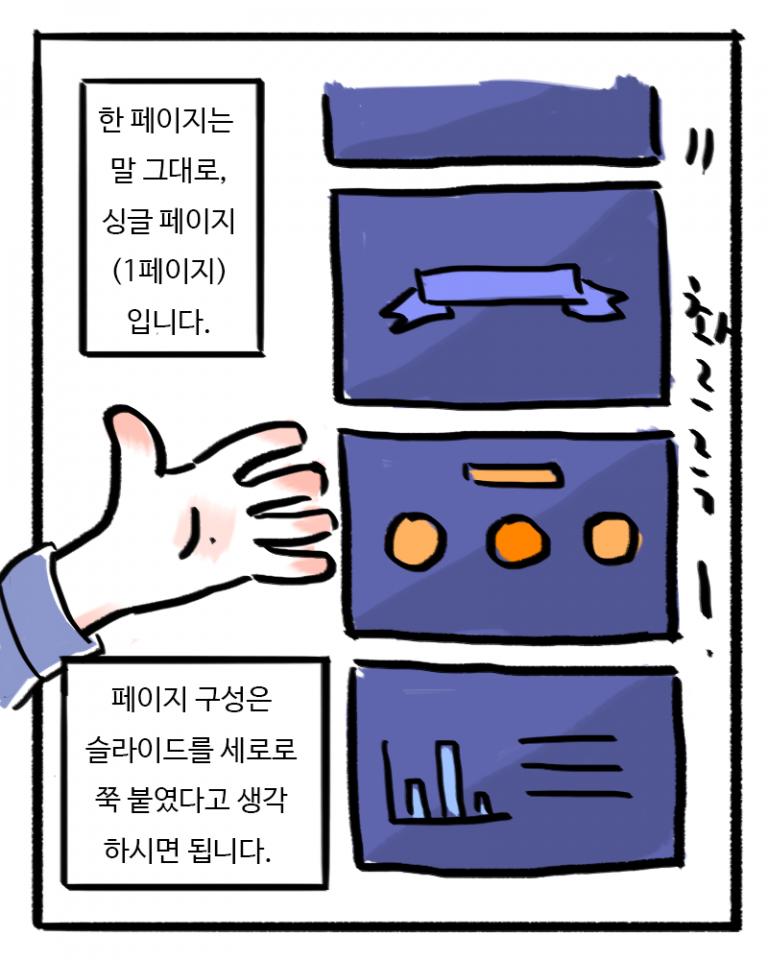 한 페이지는
말 그대로,
싱글 페이지
(1페이지)
입니다.
촤르르륵
페이지 구성은
슬라이드를 세로로
쭉 붙였다고 생각
하시면 됩니다.